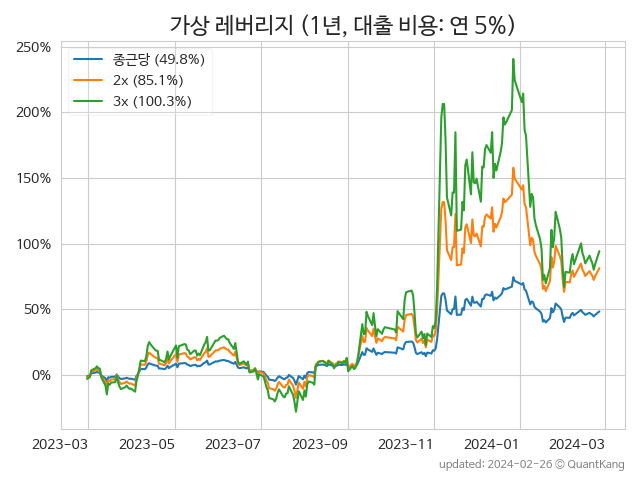 가상 레버리지 (1년, 대출 비용: 연 5%)
250%
200%
150%
100%
50%
0%
종근당 (49.8%)
2x (85.1%)
3x (100.3%)
2023-03
2023-05
2023-07
2023-09
2023-11
2024-01
2024-03
updated: 2024-02-26 © QuantKang